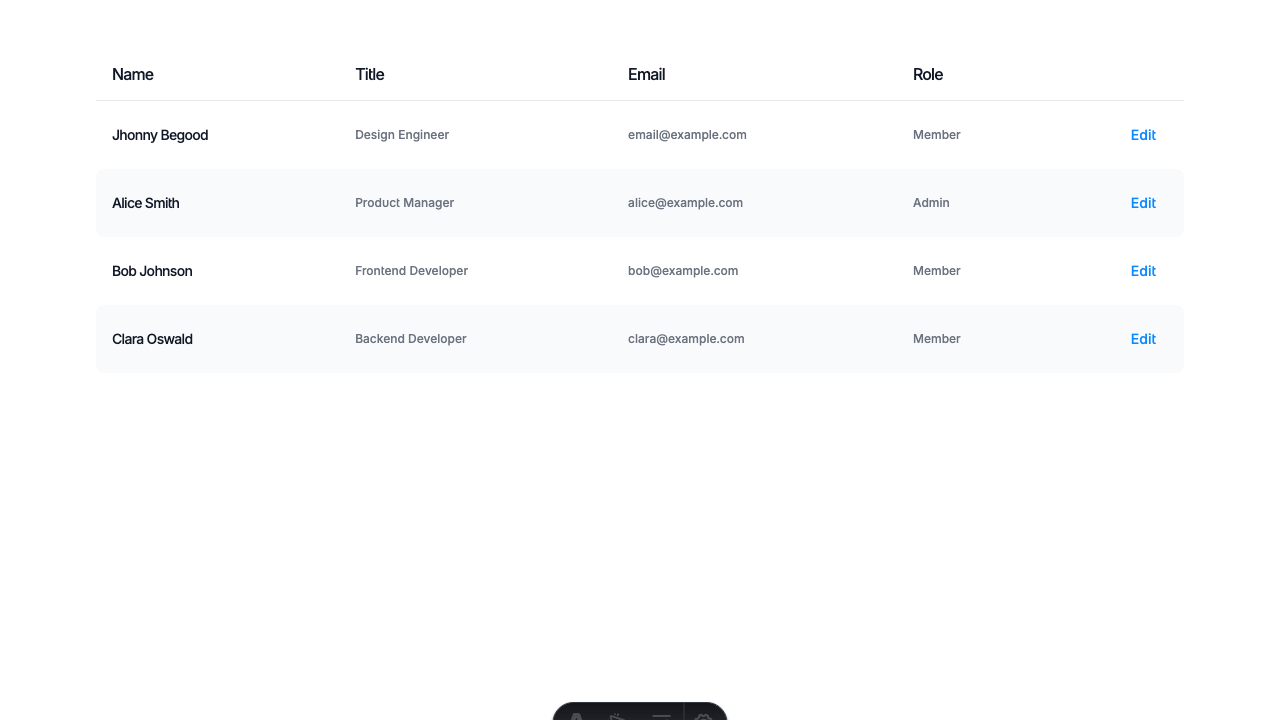 Name Title Email Role
Jhonny Begood Design Engineer email@example.com Member Edit
Alice Smith Product Manager alice@example.com Admin Edit
Bob Johnson Frontend Developer bob@example.com Member Edit
Clara Oswald Backend Developer clara@example.com Member Edit